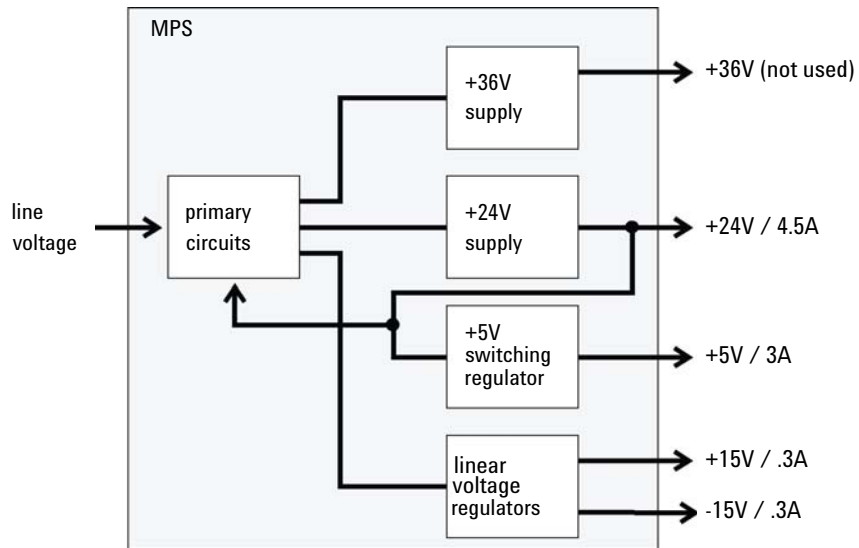 MPS
+36V
supply
+36V (not used)
line
voltage
primary
circuits
+24V
supply
+24V / 4.5A
+5V
switching
regulator
+5V / 3A
linear
voltage
regulators
+15V / .3A
-15V / .3A